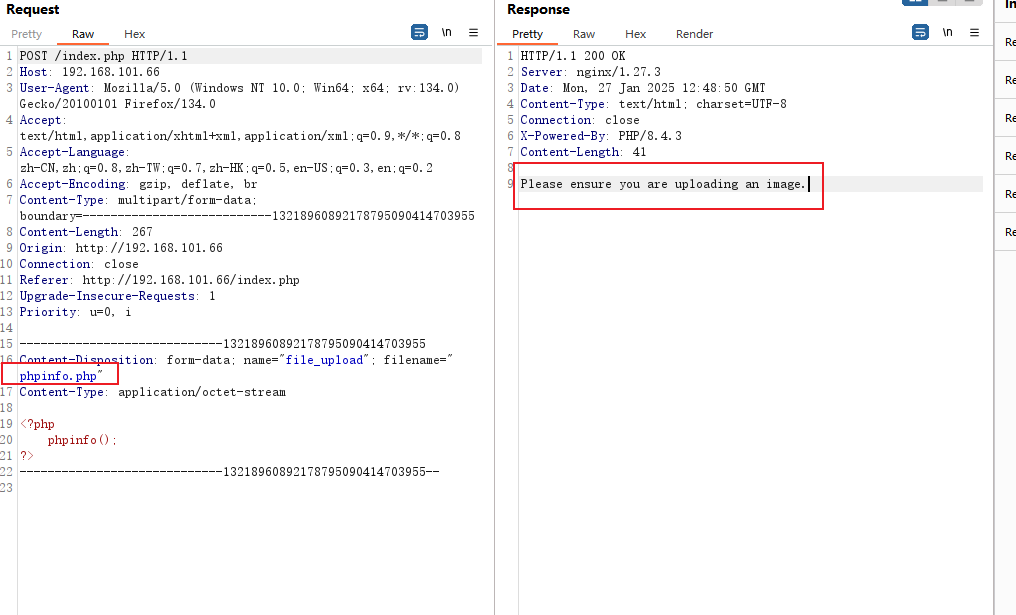 Request
Pretty Raw Hex
\n
1 POST /index.php HTTP/1.1
2 Host: 192.168.101.66
3 User-Agent: Mozilla/5.0 (Windows NT 10.0; Win64; x64; rv:134.0)
Gecko/20100101 Firefox/134.0
4 Accept:
text/html,application/xhtml+xml,application/xml;q=0.9,*/*;q=0.8
5 Accept-Language:
zh-CN,zh;q=0.8,zh-TW;q=0.7,zh-HK;q=0.5,en-US;q=0.3,en;q=0.2
6 Accept-Encoding: gzip, deflate, br
7 Content-Type: multipart/form-data;
boundary=---------------------------132189608921787950904147​03955
8 Content-Length: 267
9 Origin: http://192.168.101.66
10 Connection: close
11 Referer: http://192.168.101.66/index.php
12 Upgrade-Insecure-Requests: 1
13 Priority: u=0, i
14
15 -----------------------------13218960892178795090414703955
16 Content-Disposition: form-data; name="file_upload"; filename="
phpinfo.php"
17 Content-Type: application/octet-stream
18
19 <?php
20     phpinfo();
21 ?>
22 -----------------------------13218960892178795090414703955--
23
Response
Pretty Raw Hex Render
\n
1 HTTP/1.1 200 OK
2 Server: nginx/1.27.3
3 Date: Mon, 27 Jan 2025 12:48:50 GMT
4 Content-Type: text/html; charset=UTF-8
5 Connection: close
6 X-Powered-By: PHP/8.4.3
7 Content-Length: 41
8
9 Please ensure you are uploading an image.
In
Re
Re
Re
Re
Re
Re